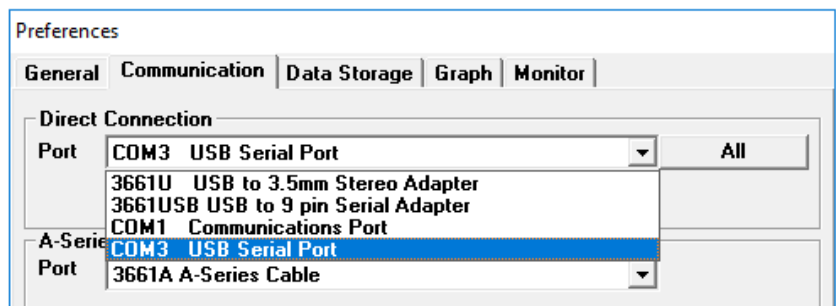 Preferences
General Communication Data Storage Graph Monitor
Direct Connection
Port COM3 USB Serial Port All
3661U USB to 3.5mm Stereo Adapter
3661USB USB to 9 pin Serial Adapter
COM1 Communications Port
A-Serie
COM3 USB Serial Port
Port 3661A A-Series Cable